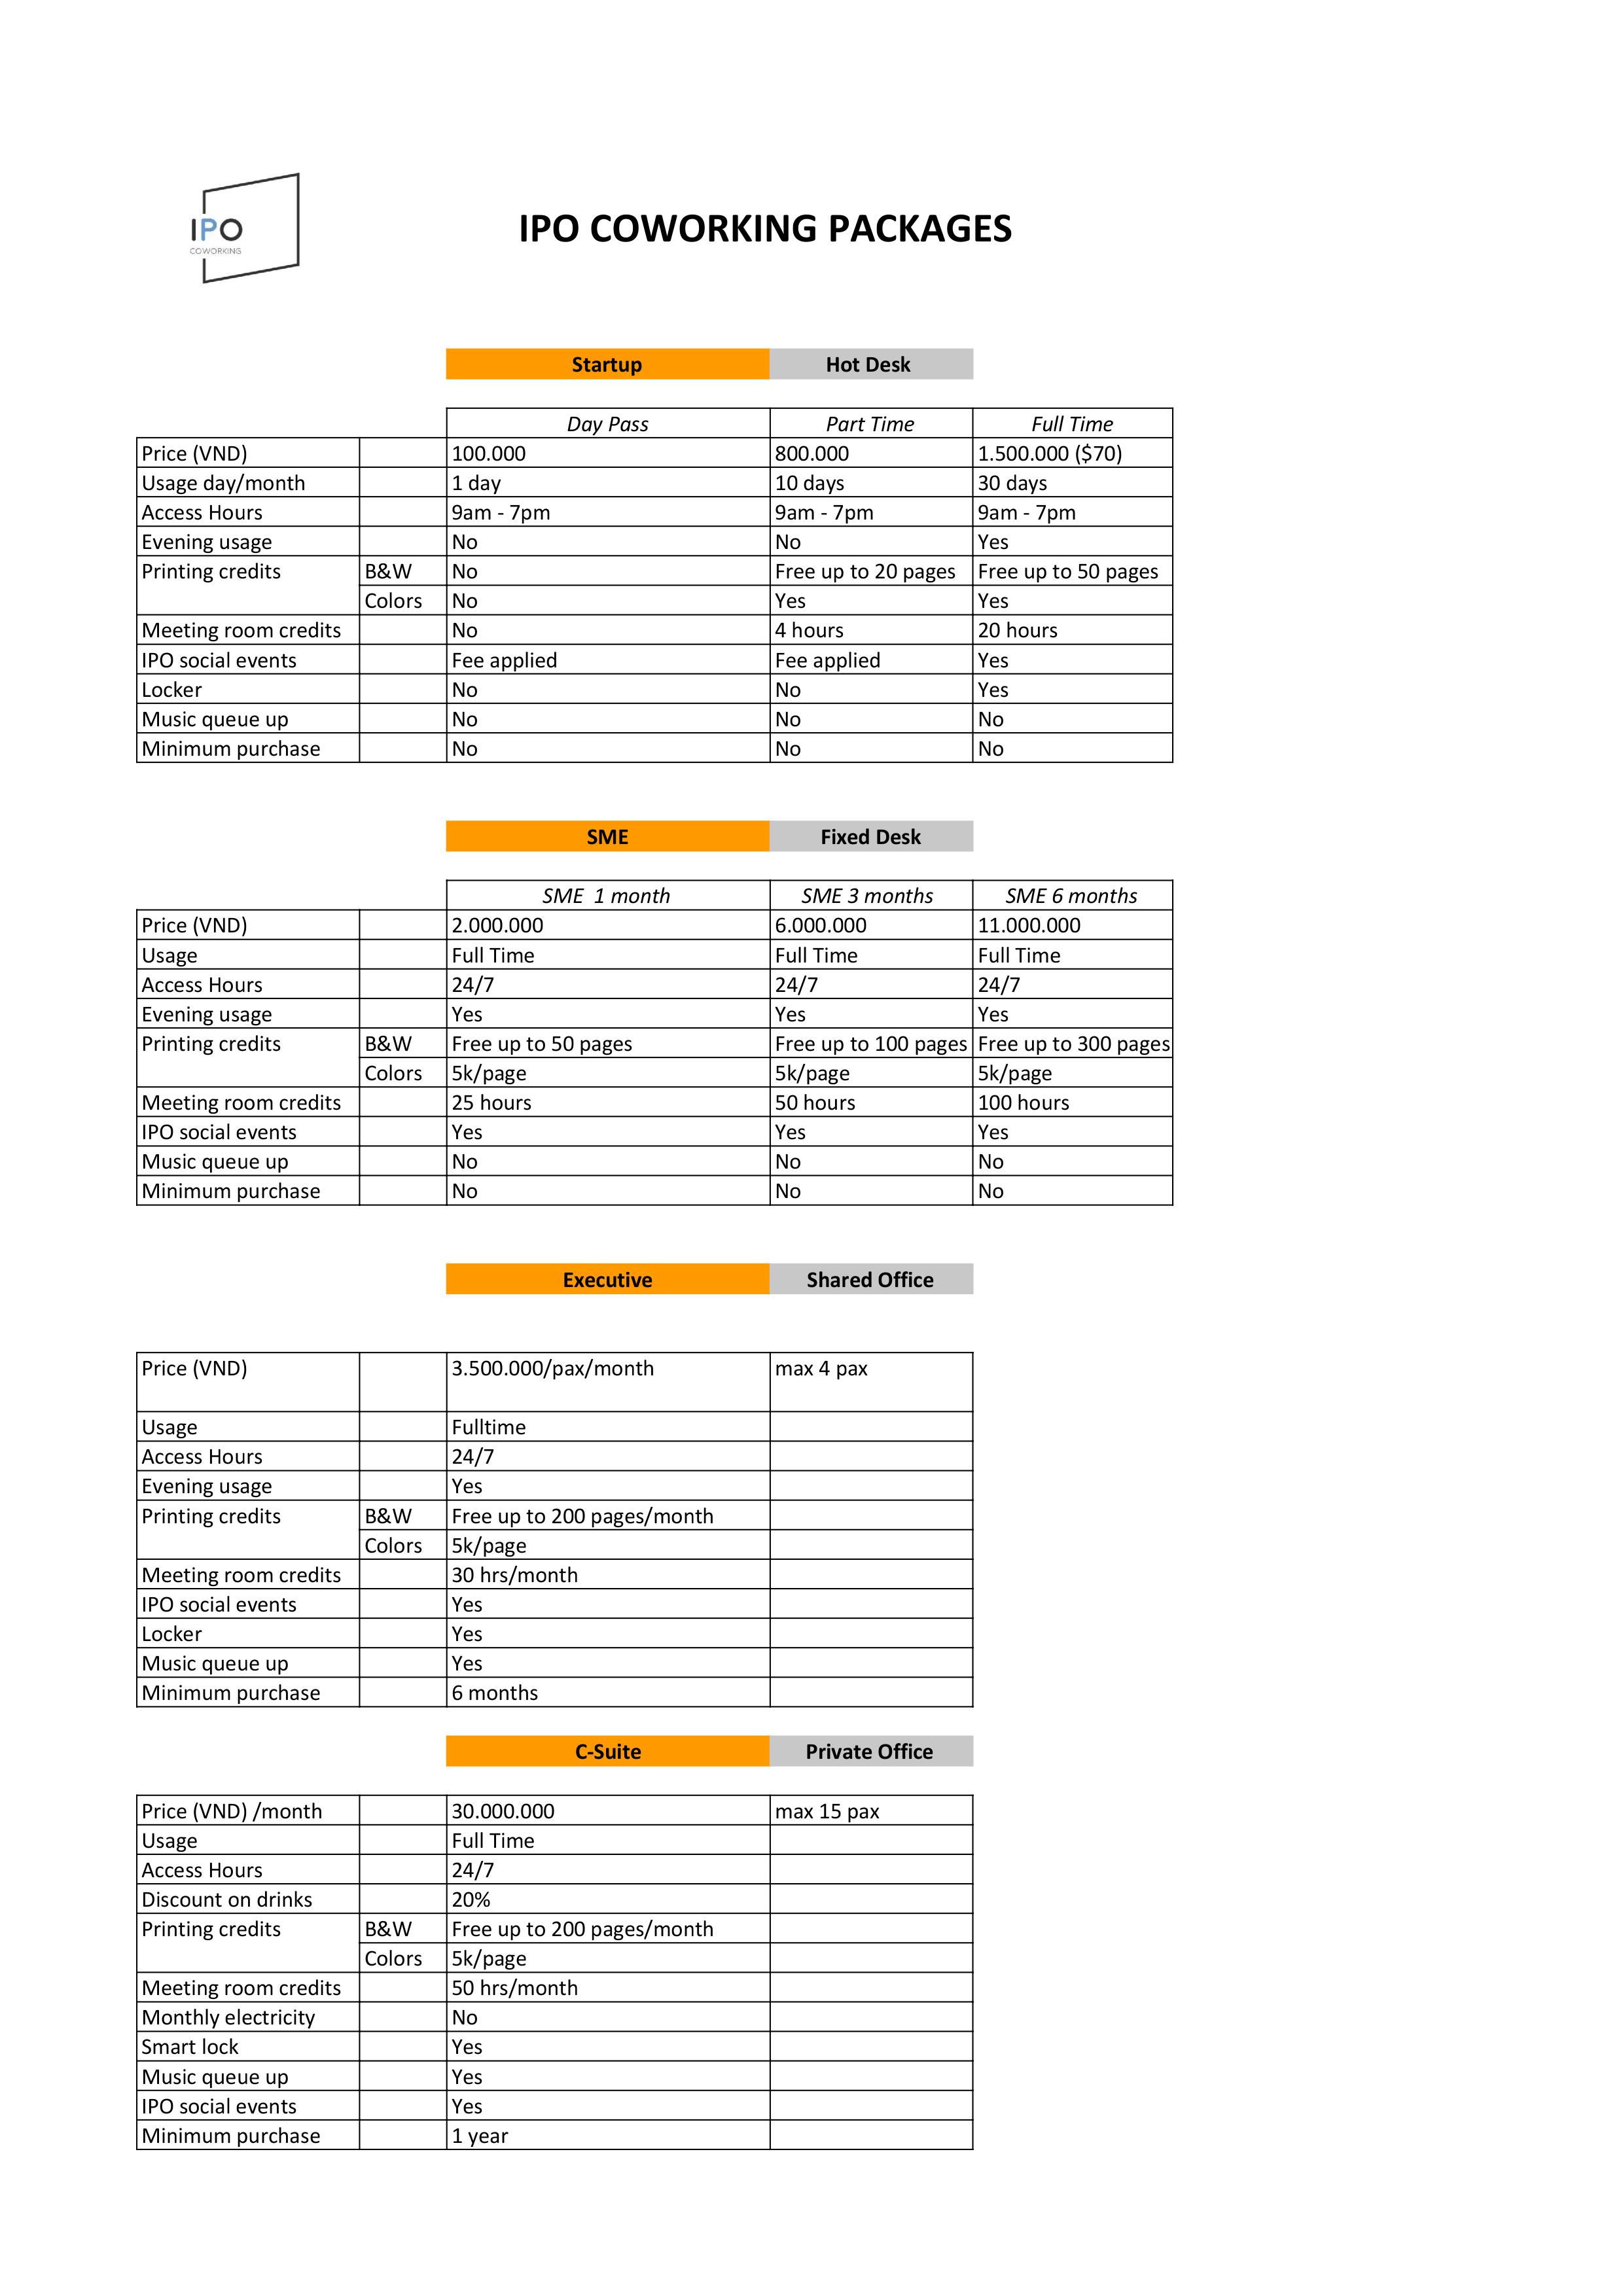 IPO
COWORKING
IPO COWORKING PACKAGES
Startup Hot Desk
Day Pass Part Time Full Time
Price (VND) 100.000 800.000 1.500.000 ($70)
Usage day/month 1 day 10 days 30 days
Access Hours 9am - 7pm 9am - 7pm 9am - 7pm
Evening usage No No Yes
Printing credits B&W No Free up to 20 pages Free up to 50 pages
Colors No Yes Yes
Meeting room credits No 4 hours 20 hours
IPO social events Fee applied Fee applied Yes
Locker No No Yes
Music queue up No No No
Minimum purchase No No No
SME Fixed Desk
SME 1 month SME 3 months SME 6 months
Price (VND) 2.000.000 6.000.000 11.000.000
Usage Full Time Full Time Full Time
Access Hours 24/7 24/7 24/7
Evening usage Yes Yes Yes
Printing credits B&W Free up to 50 pages Free up to 100 pages Free up to 300 pages
Colors 5k/page 5k/page 5k/page
Meeting room credits 25 hours 50 hours 100 hours
IPO social events Yes Yes Yes
Music queue up No No No
Minimum purchase No No No
Executive Shared Office
Price (VND) 3.500.000/pax/month max 4 pax
Usage Fulltime
Access Hours 24/7
Evening usage Yes
Printing credits B&W Free up to 200 pages/month
Colors 5k/page
Meeting room credits 30 hrs/month
IPO social events Yes
Locker Yes
Music queue up Yes
Minimum purchase 6 months
C-Suite Private Office
Price (VND) /month 30.000.000 max 15 pax
Usage Full Time
Access Hours 24/7
Discount on drinks 20%
Printing credits B&W Free up to 200 pages/month
Colors 5k/page
Meeting room credits 50 hrs/month
Monthly electricity No
Smart lock Yes
Music queue up Yes
IPO social events Yes
Minimum purchase 1 year